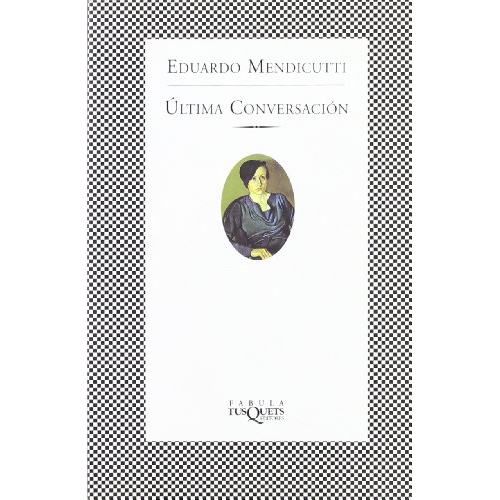 EDUARDO MENDICUTTI
ÚLTIMA CONVERSACIÓN
FABULA
TUSQUETS
EDITORES